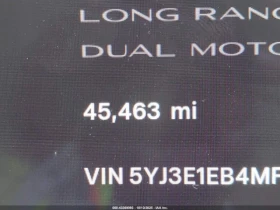 LONG RANG
DUAL MOTO
45,463 mi
VIN 5YJ3E1EB4MF